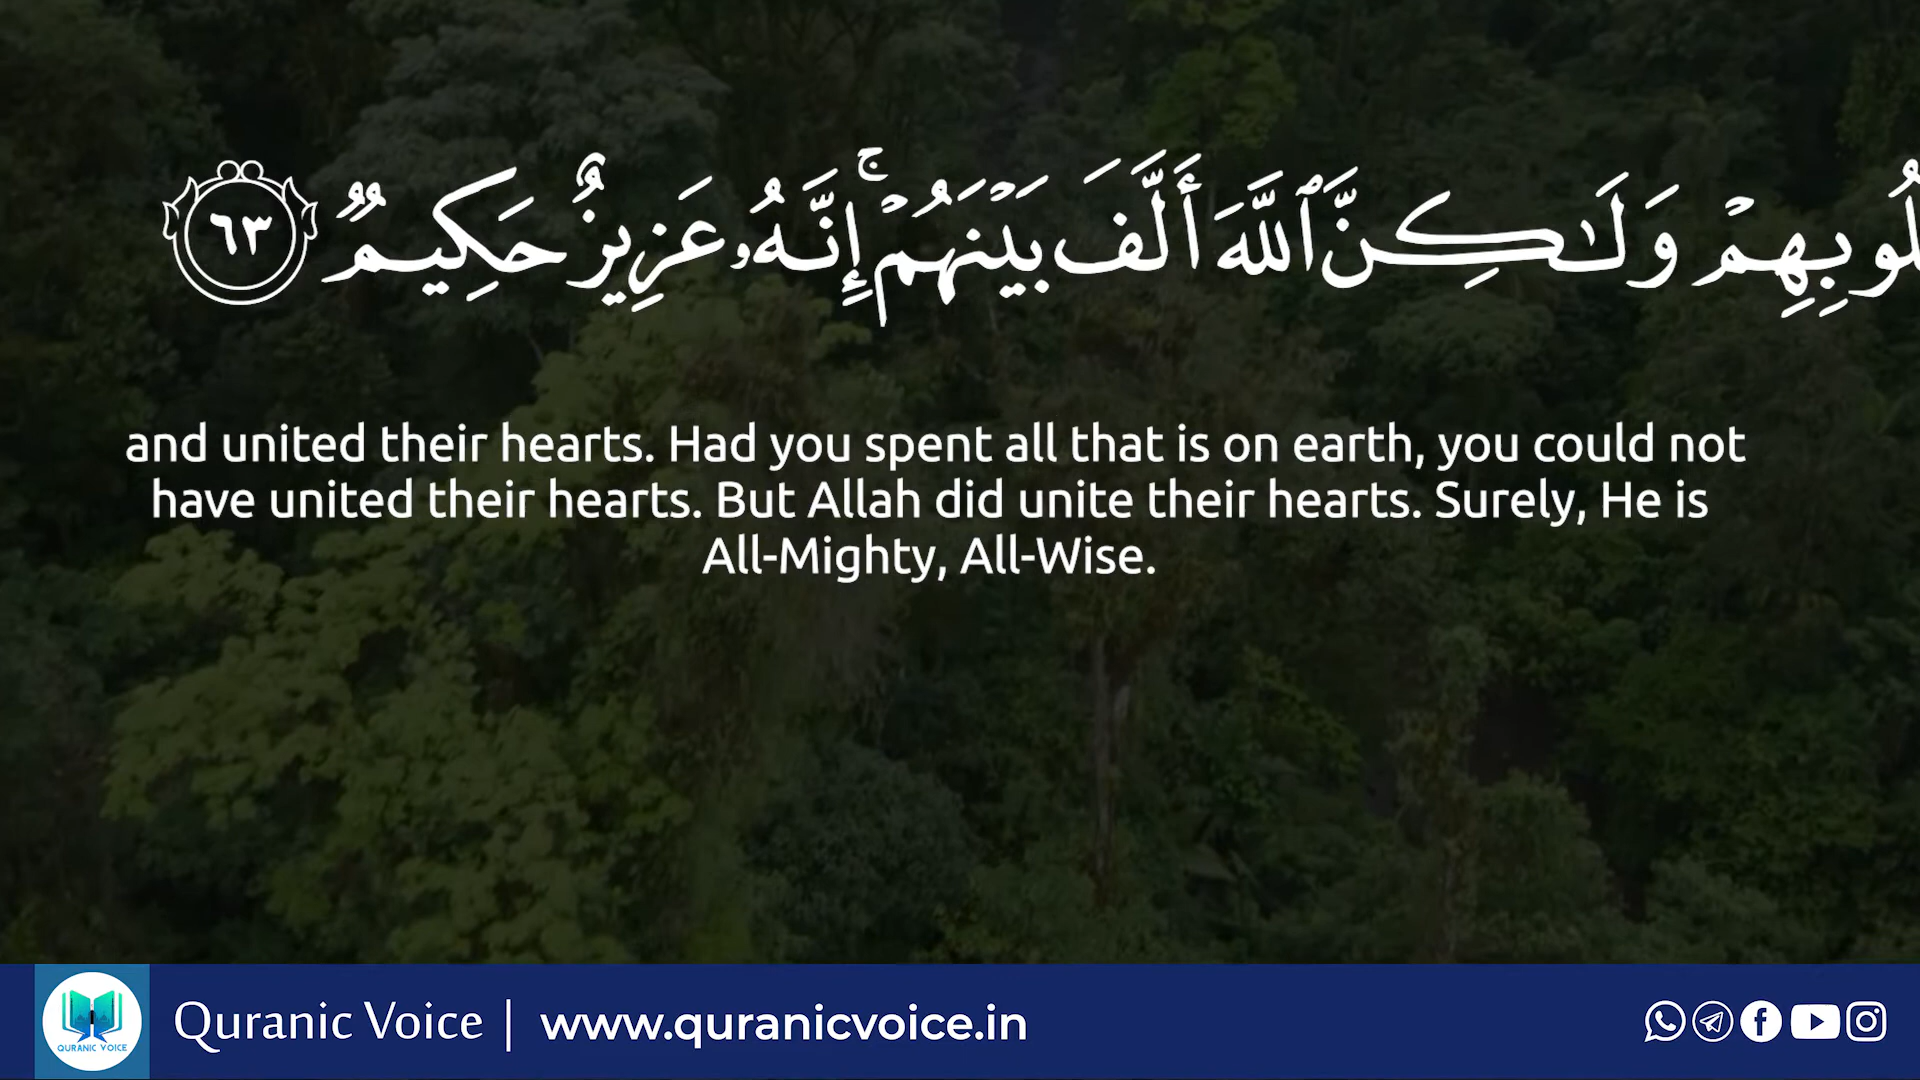 وَلَـٰكِنَّ ٱللَّهَ أَلَّفَ بَيْنَهُمْ ۚ إِنَّهُۥ عَزِيزٌ حَكِيمٌ ٦٣
and united their hearts. Had you spent all that is on earth, you could not
have united their hearts. But Allah did unite their hearts. Surely, He is
All-Mighty, All-Wise.
QURANIC VOICE
Quranic Voice | www.quranicvoice.in